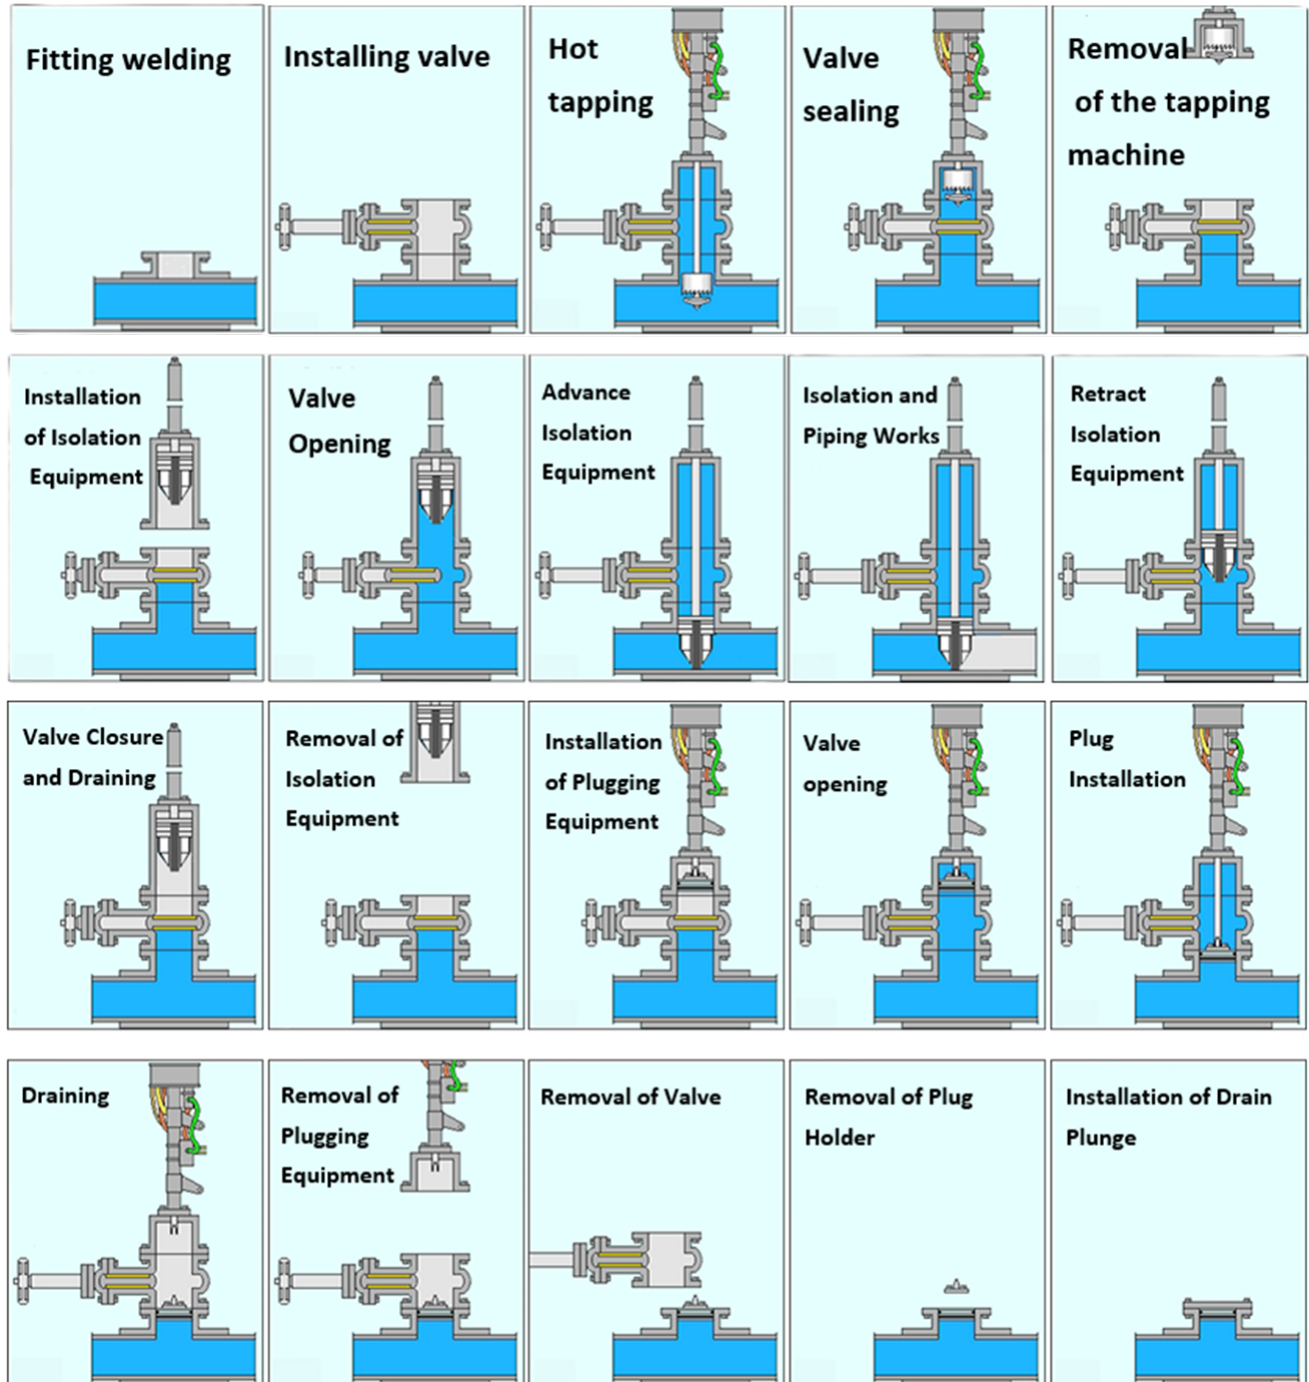 Fitting welding
Installing valve
Hot
tapping
Valve
sealing
Removal
of the tapping
machine
Installation
of Isolation
Equipment
Valve
Opening
Advance
Isolation
Equipment
Isolation and
Piping Works
Retract
Isolation
Equipment
Valve Closure
and Draining
Removal of
Isolation
Equipment
Installation
of Plugging
Equipment
Valve
opening
Plug
Installation
Draining
Removal of
Plugging
Equipment
Removal of Valve
Removal of Plug
Holder
Installation of Drain
Plunge